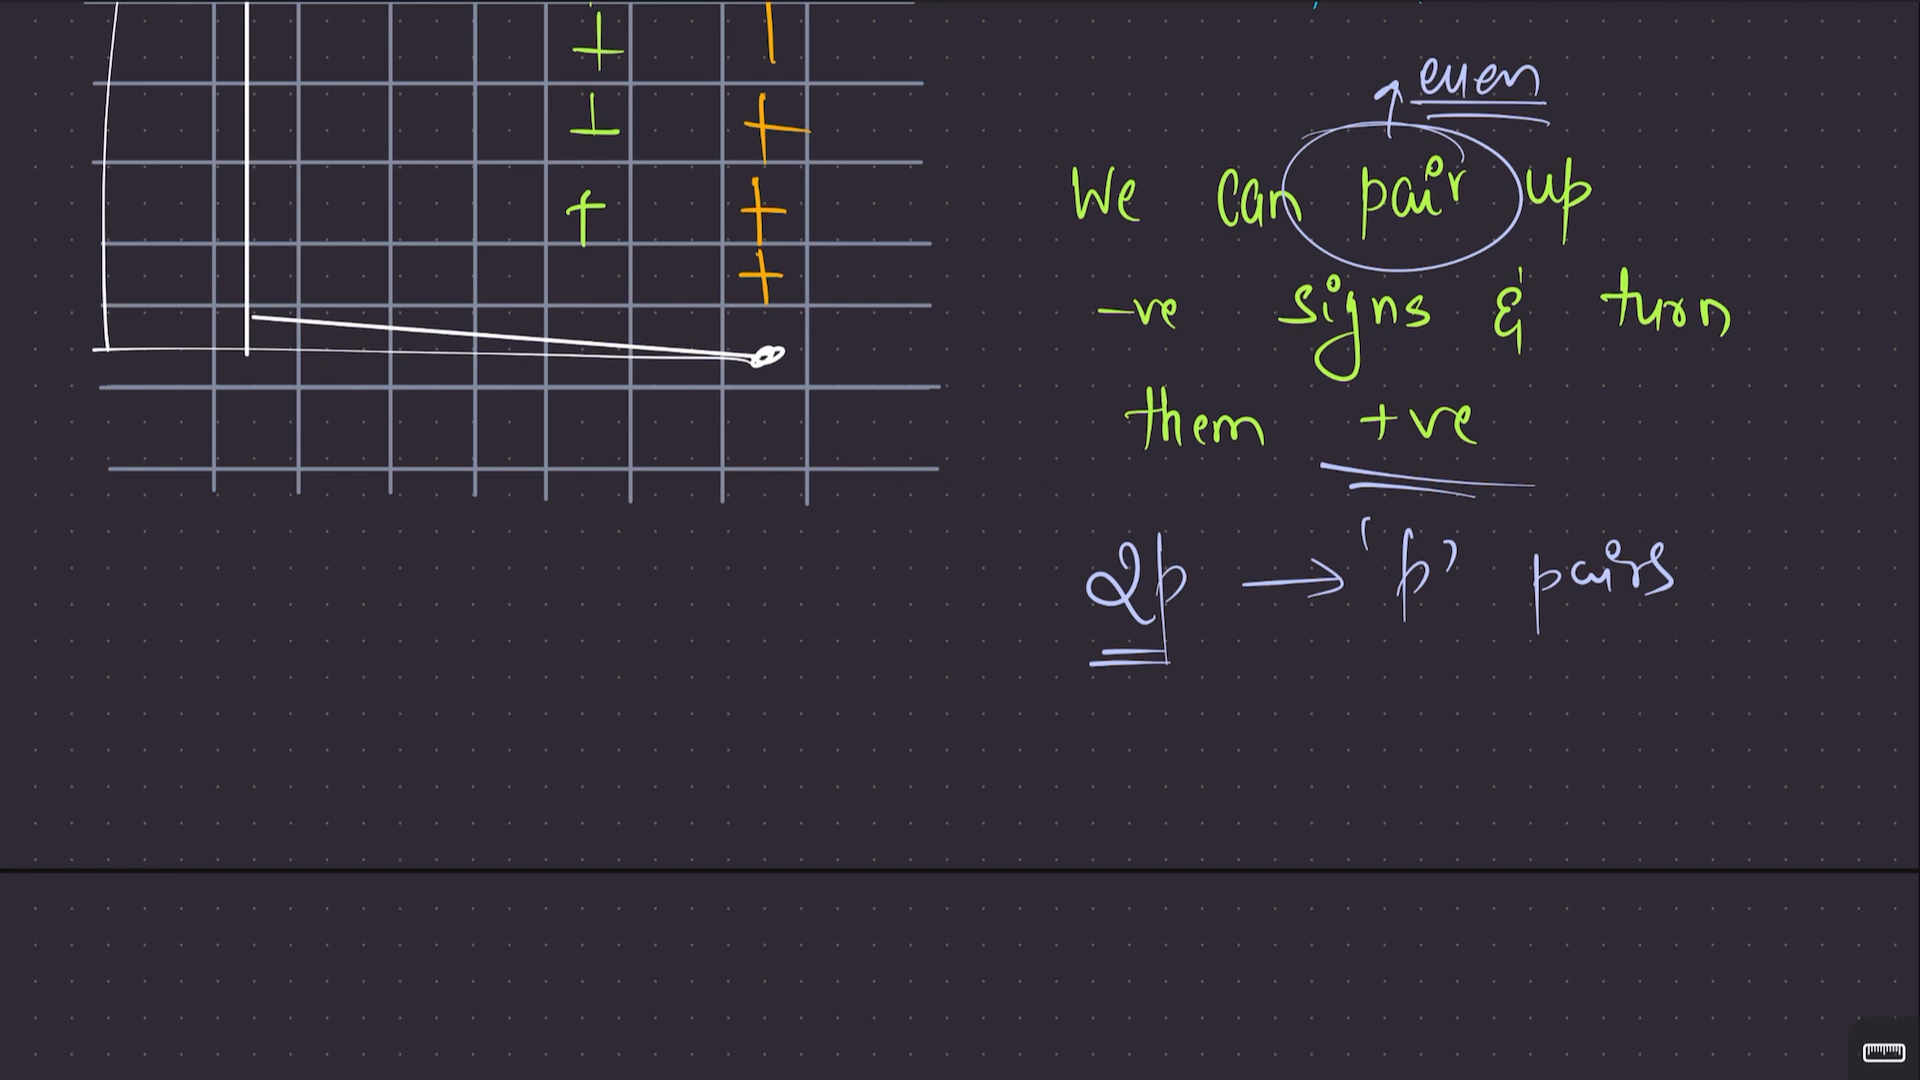 + |
+ +
+ +
+
even
We can pair up
-ve signs & turn
them +ve
2p → 'p' pairs